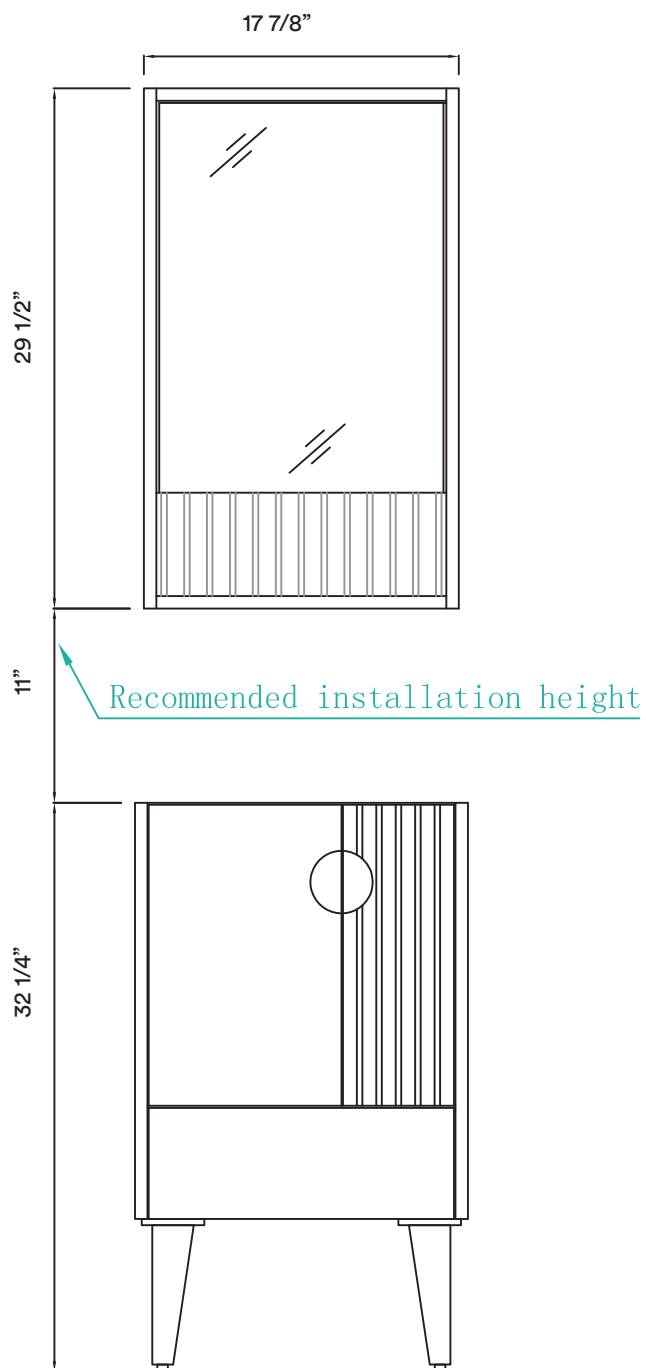 17 7/8”
29 1/2”
11”
Recommended installation height
32 1/4”